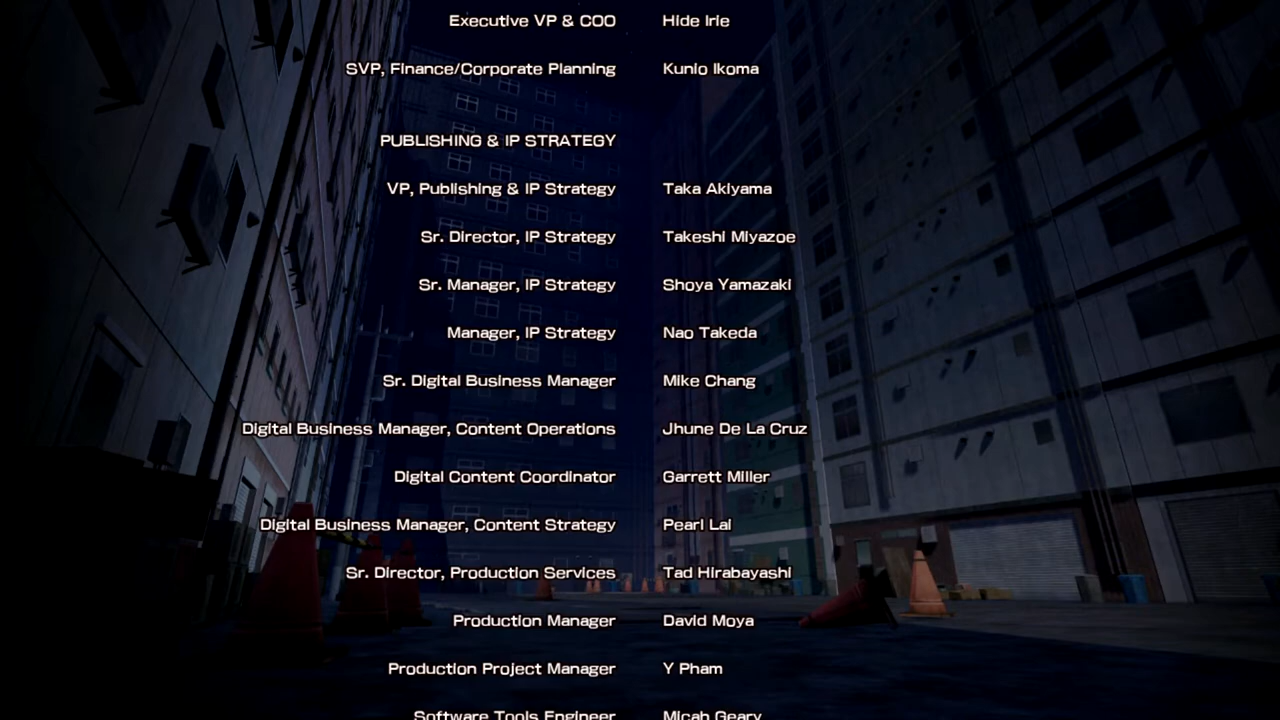 Executive VP & COO Hide Irie
SVP, Finance/Corporate Planning Kunio Ikoma
PUBLISHING & IP STRATEGY
VP, Publishing & IP Strategy Taka Akiyama
Sr. Director, IP Strategy Takeshi Miyazoe
Sr. Manager, IP Strategy Shoya Yamazaki
Manager, IP Strategy Nao Takeda
Sr. Digital Business Manager Mike Chang
Digital Business Manager, Content Operations Jhune De La Cruz
Digital Content Coordinator Garrett Miller
Digital Business Manager, Content Strategy Pearl Lai
Sr. Director, Production Services Tad Hirabayashi
Production Manager David Moya
Production Project Manager Y Pham
Software Tools Engineer Micah Geary